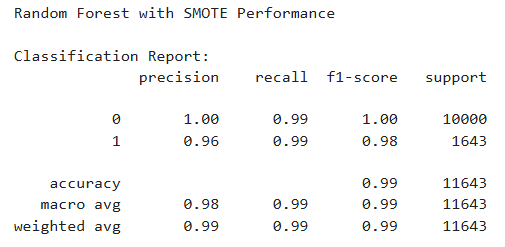 Random Forest with SMOTE Performance
Classification Report:
precision recall f1-score support
0 1.00 0.99 1.00 10000
1 0.96 0.99 0.98 1643
accuracy 0.99 11643
macro avg 0.98 0.99 0.99 11643
weighted avg 0.99 0.99 0.99 11643